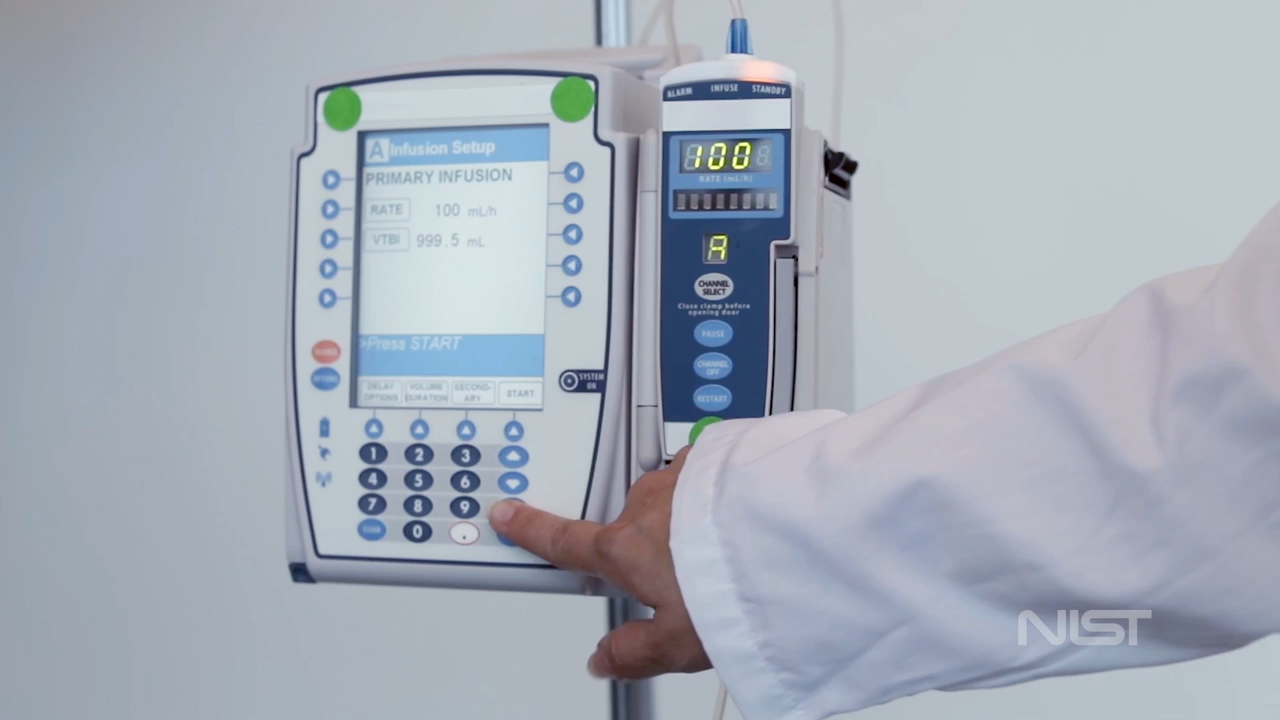 A Infusion Setup
PRIMARY INFUSION
RATE 100 mL/h
VTBI 999.5 mL
>Press START
DELAY OPTIONS
VOLUME DURATION
SECOND-ARY
START
SYSTEM ON
1 2 3
4 5 6
7 8 9
0 .
ALARM INFUSE STANDBY
100
RATE (mL/h)
A
CHANNEL
SELECT
Close clamp before
opening door
PAUSE
CHANNEL
OFF
RESTART
NIST